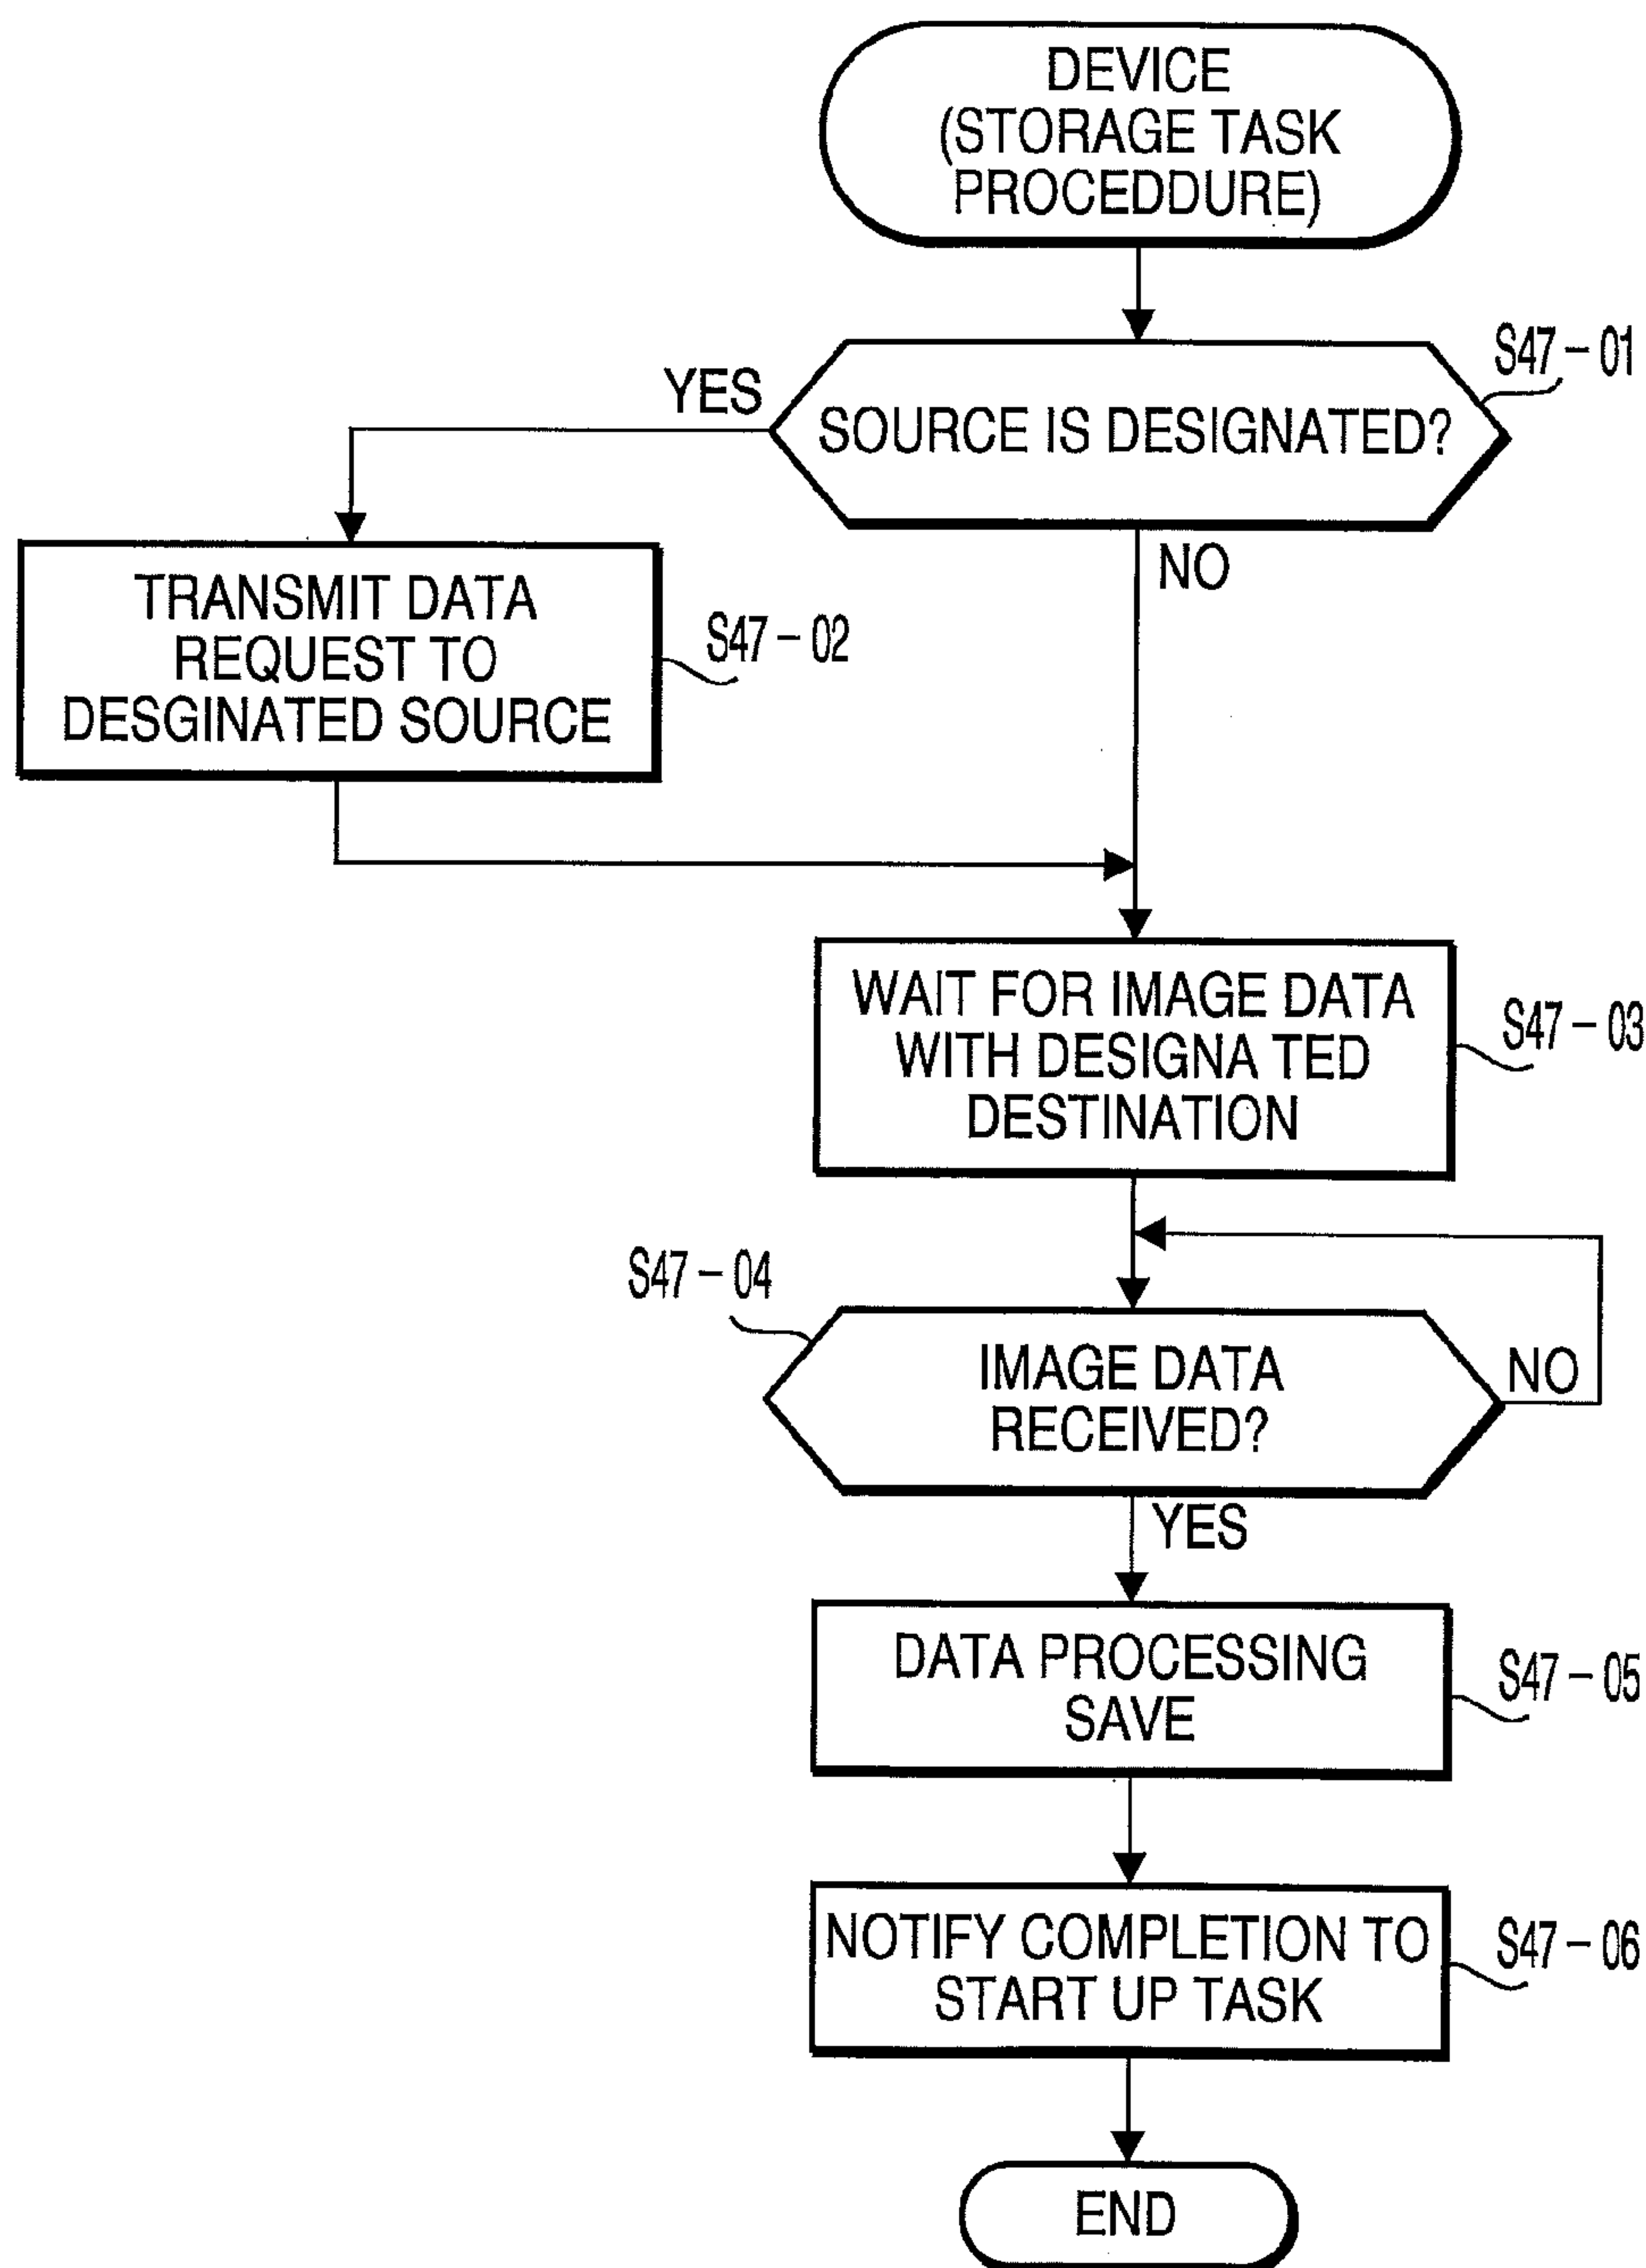 DEVICE
(STORAGE TASK
PROCEDDURE)
S47-01
YES
SOURCE IS DESIGNATED?
NO
TRANSMIT DATA
REQUEST TO
DESGINATED SOURCE
S47-02
WAIT FOR IMAGE DATA
WITH DESIGNA TED
DESTINATION
S47-03
S47-04
IMAGE DATA
RECEIVED?
NO
YES
DATA PROCESSING
SAVE
S47-05
NOTIFY COMPLETION TO
START UP TASK
S47-06
END